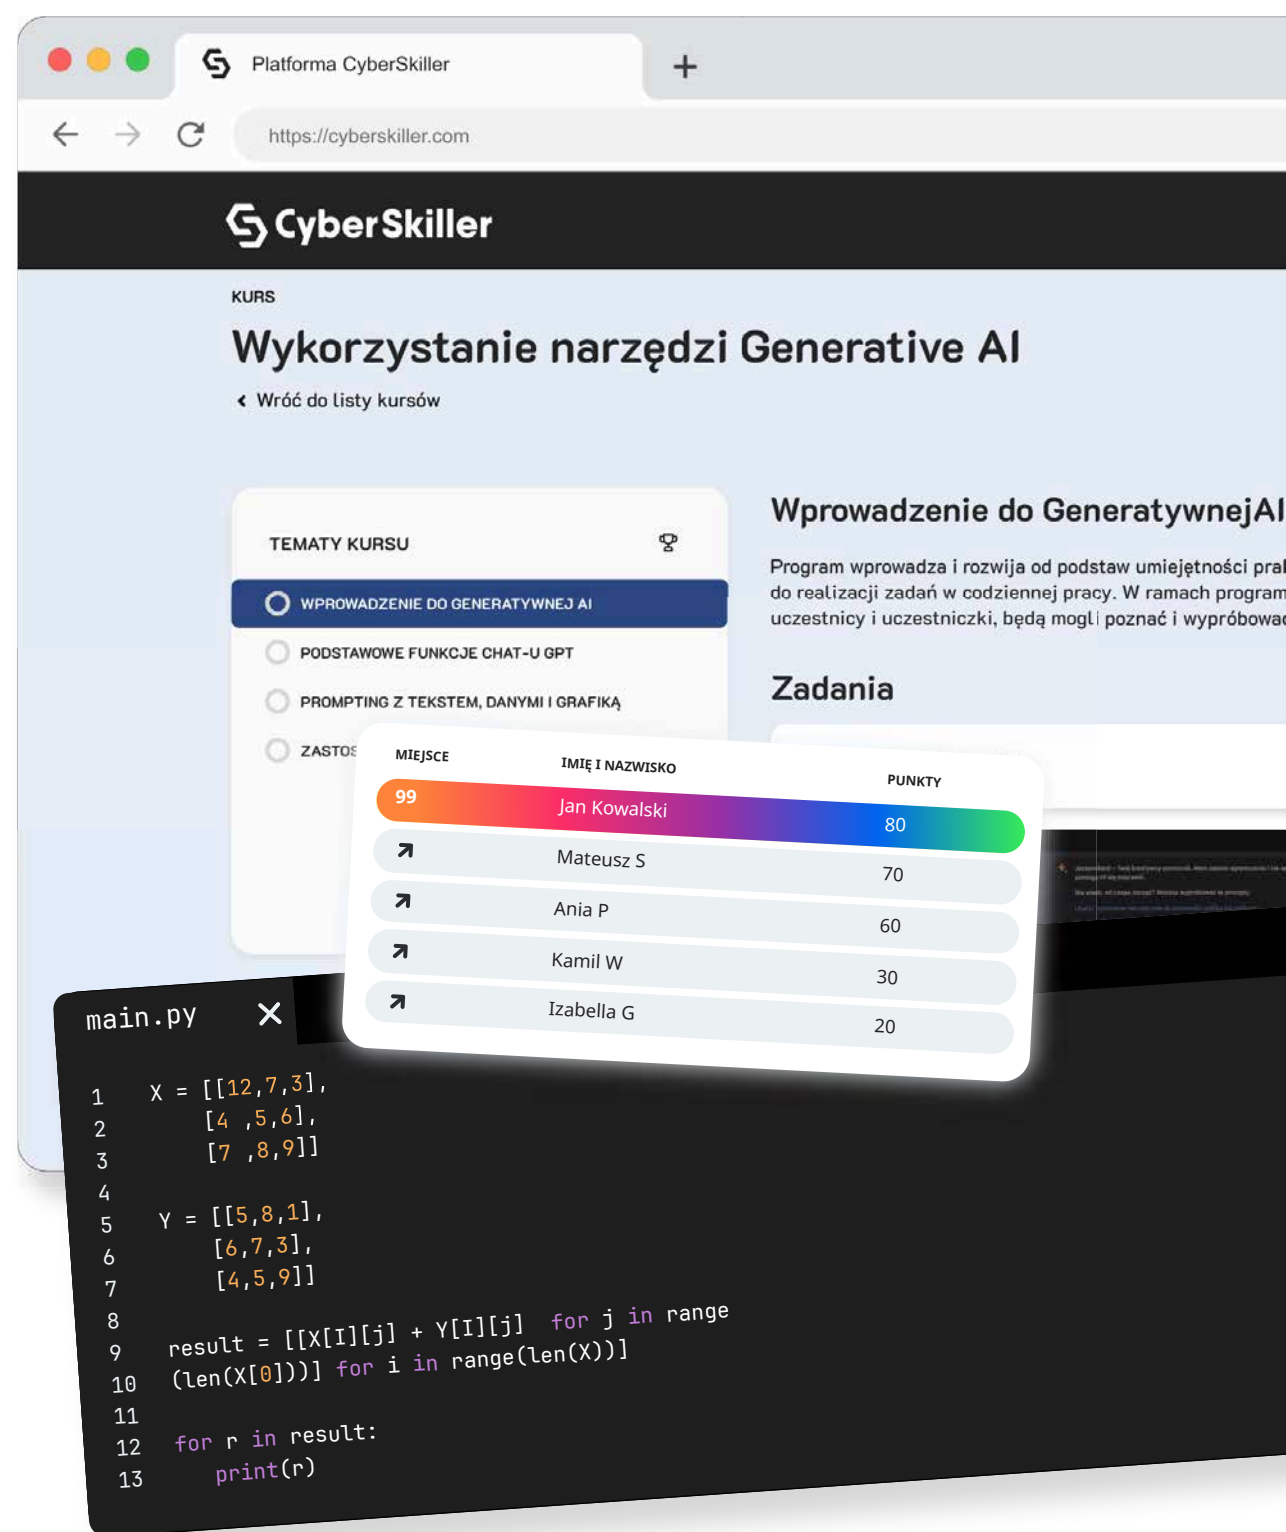 Platforma CyberSkiller
https://cyberskiller.com
CyberSkiller
KURS
Wykorzystanie narzędzi Generative AI
Wróć do listy kursów
TEMATY KURSU
WPROWADZENIE DO GENERATYWNEJ AI
PODSTAWOWE FUNKCJE CHAT-U GPT
PROMPTING Z TEKSTEM, DANYMI I GRAFIKĄ
ZASTOS
Wprowadzenie do GeneratywnejAI
Program wprowadza i rozwija od podstaw umiejętności pra
do realizacji zadań w codziennej pracy. W ramach program
uczestnicy i uczestniczki, będą mogli poznać i wypróbować
Zadania
MIEJSCE IMIĘ I NAZWISKO PUNKTY
99 Jan Kowalski 80
Mateusz S 70
Ania P 60
Kamil W 30
Izabella G 20
main.py
1 X = [[12,7,3],
2 [4 ,5,6],
3 [7 ,8,9]]
4
5 Y = [[5,8,1],
6 [6,7,3],
7 [4,5,9]]
8
9 result = [[X[I][j] + Y[I][j]  for j in range
10 (len(X[0]))] for i in range(len(X))]
11
12 for r in result:
13 print(r)